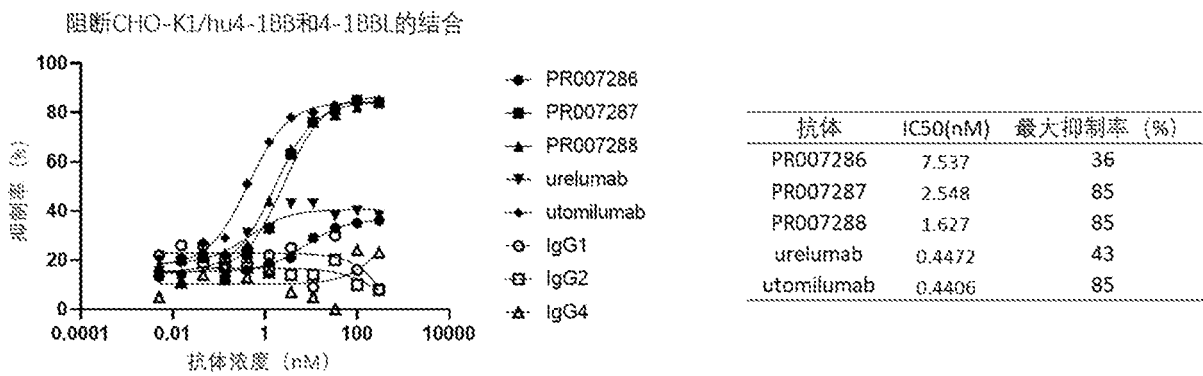 阻断CHO-K1/hu4-1BB和4-1BBL的结合
抑制率 (%)
100
80
60
40
20
0
0.0001 0.01 1 100 10000
抗体浓度 (nM)
PR007286
PR007287
PR007288
urelumab
utomilumab
IgG1
IgG2
IgG4
抗体 IC50(nM) 最大抑制率 (%)
PR007286 7.537 36
PR007287 2.548 85
PR007288 1.627 85
urelumab 0.4472 43
utomilumab 0.4406 85